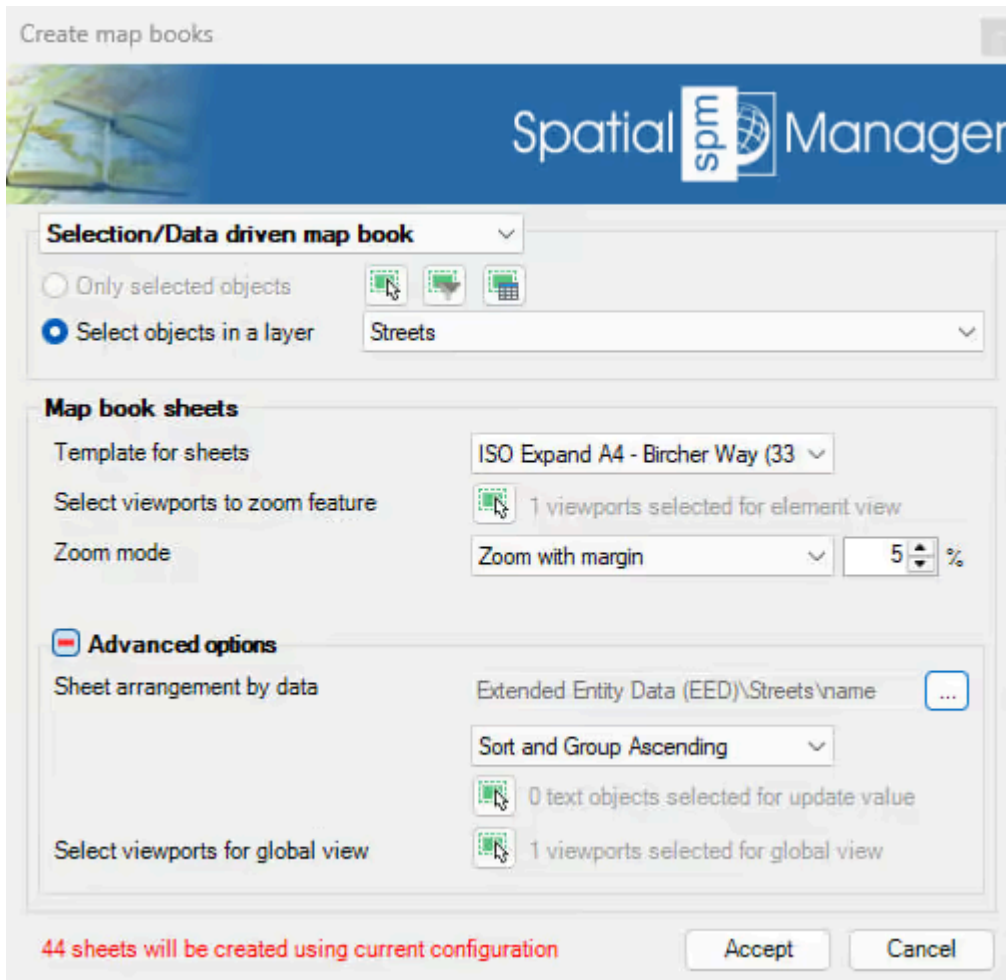 Create map books
Spatial spm Manager
Selection/Data driven map book
Only selected objects
Select objects in a layer Streets
Map book sheets
Template for sheets ISO Expand A4 - Bircher Way (33
Select viewports to zoom feature 1 viewports selected for element view
Zoom mode Zoom with margin 5 %
Advanced options
Sheet arrangement by data Extended Entity Data (EED)\Streets\name ...
Sort and Group Ascending
0 text objects selected for update value
Select viewports for global view 1 viewports selected for global view
44 sheets will be created using current configuration Accept Cancel